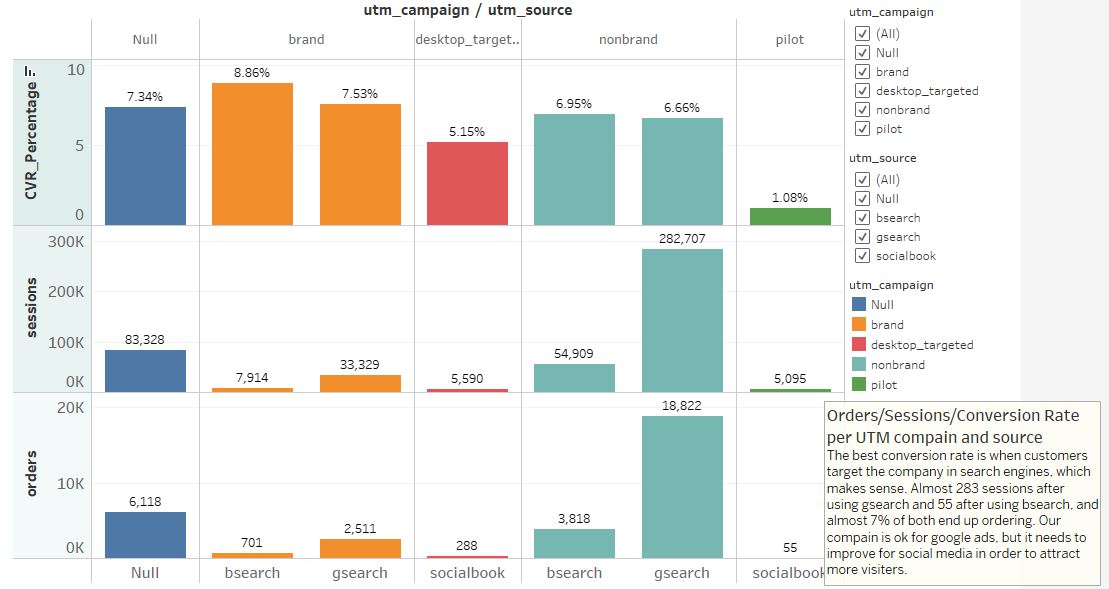 utm_campaign / utm_source
Null brand desktop_target.. nonbrand pilot
CVR_Percentage
10
5
0
7.34%
8.86%
7.53%
5.15%
6.95%
6.66%
1.08%
sessions
300K
200K
100K
0K
83,328
7,914
33,329
5,590
54,909
282,707
5,095
orders
20K
10K
0K
6,118
701
2,511
288
3,818
18,822
55
Null bsearch gsearch socialbook bsearch gsearch socialbook
utm_campaign
(All)
Null
brand
desktop_targeted
nonbrand
pilot
utm_source
(All)
Null
bsearch
gsearch
socialbook
utm_campaign
Null
brand
desktop_targeted
nonbrand
pilot
Orders/Sessions/Conversion Rate
per UTM compain and source
The best conversion rate is when customers
target the company in search engines, which
makes sense. Almost 283 sessions after
using gsearch and 55 after using bsearch, and
almost 7% of both end up ordering. Our
compain is ok for google ads, but it needs to
improve for social media in order to attract
more visiters.